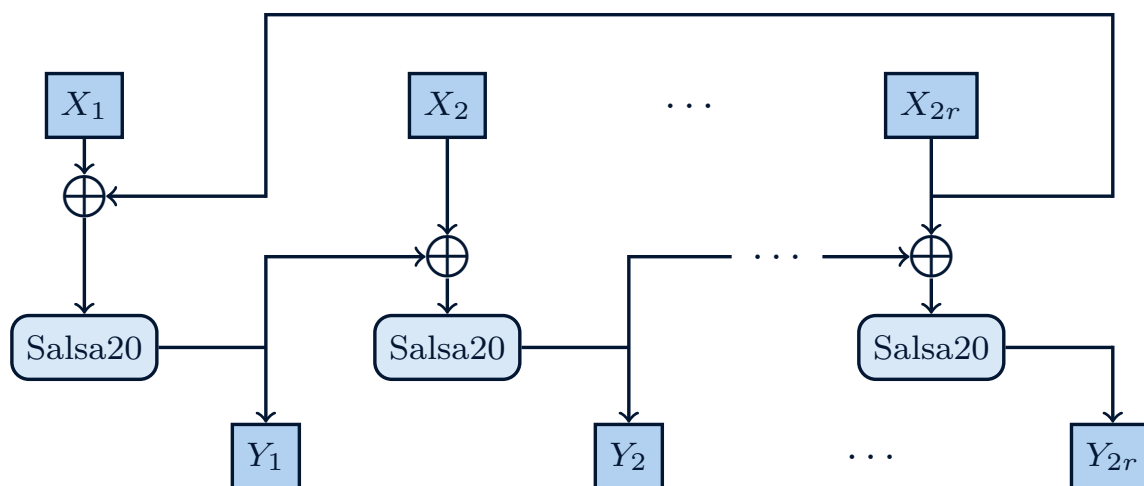 X₁ X₂ ··· X₂ᵣ
···
Salsa20 Salsa20 Salsa20
Y₁ Y₂ ··· Y₂ᵣ